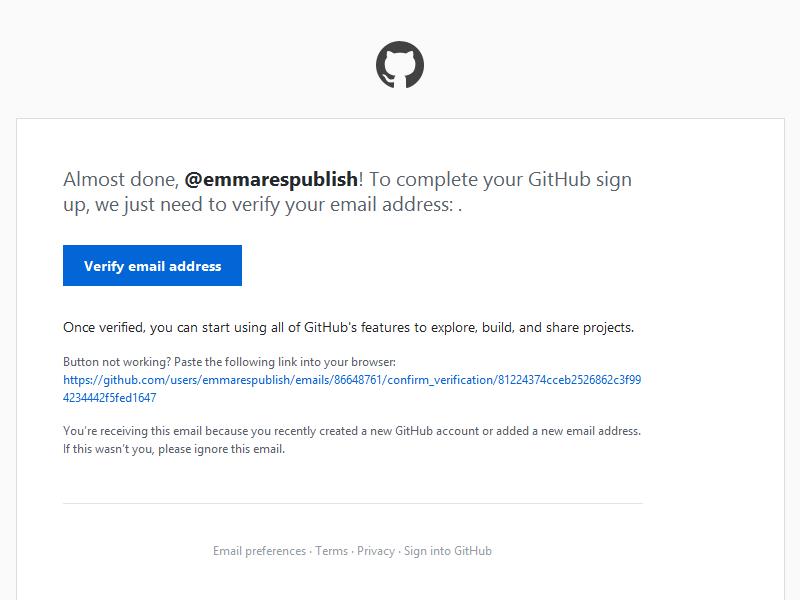 Almost done, @emmarespublish! To complete your GitHub sign
up, we just need to verify your email address: .
Verify email address
Once verified, you can start using all of GitHub's features to explore, build, and share projects.
Button not working? Paste the following link into your browser:
https://github.com/users/emmarespublish/emails/86648761/confirm_verification/81224374cceb2526862c3f99
4234442f5fed1647
You're receiving this email because you recently created a new GitHub account or added a new email address.
If this wasn't you, please ignore this email.
Email preferences · Terms · Privacy · Sign into GitHub